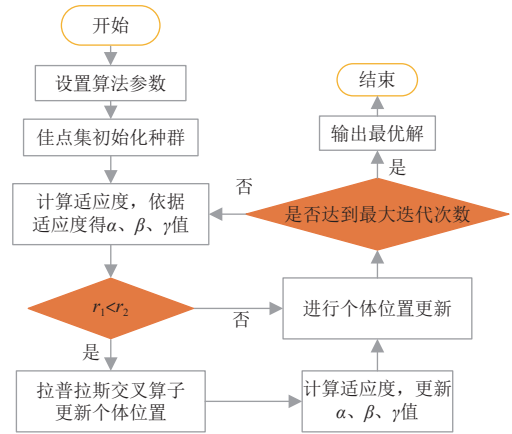 开始
设置算法参数
佳点集初始化种群
计算适应度，依据
适应度得α、β、γ值
r₁<r₂
是
否
拉普拉斯交叉算子
更新个体位置
计算适应度，更新
α、β、γ值
进行个体位置更新
是否达到最大迭代次数
否
是
输出最优解
结束